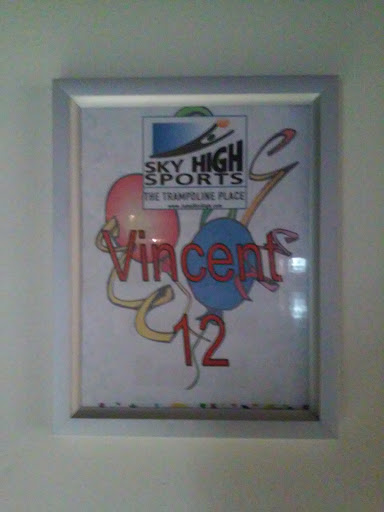 SKY HIGH
SPORTS
THE TRAMPOLINE PLACE
Vincent
12